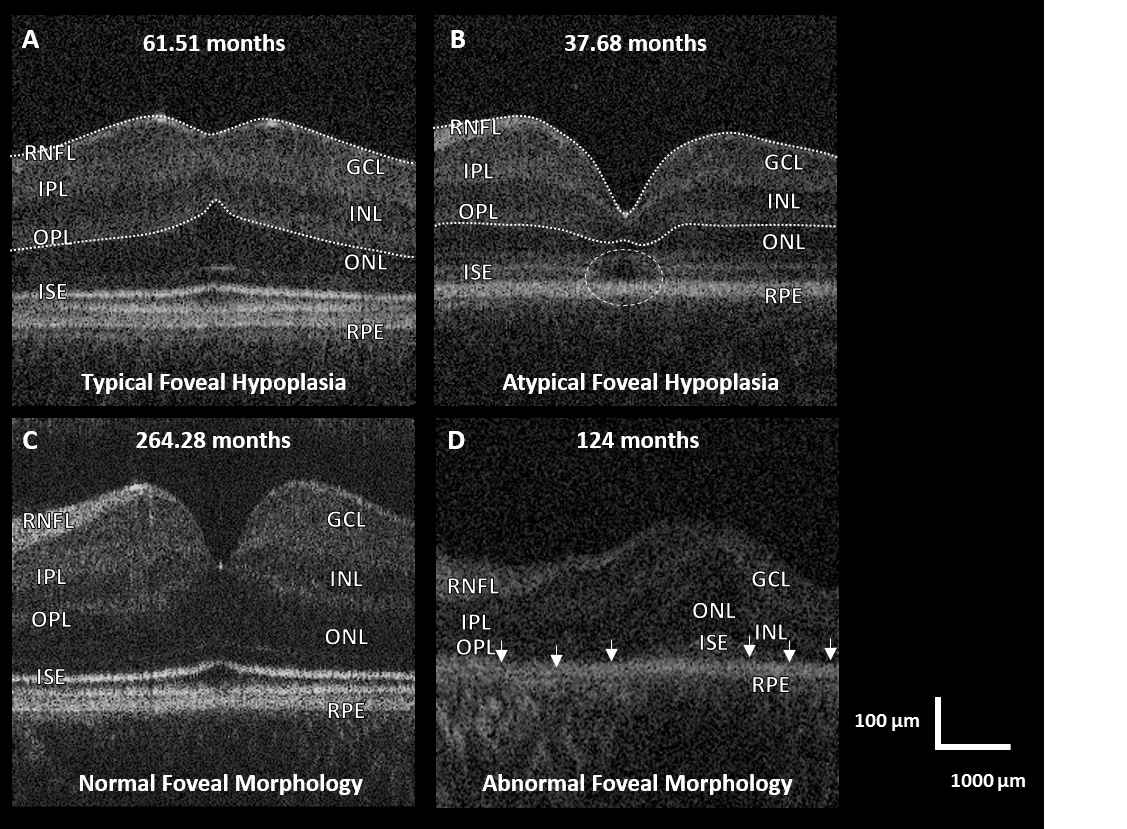 A
61.51 months
RNFL
GCL
IPL
INL
OPL
ONL
ISE
RPE
Typical Foveal Hypoplasia
B
37.68 months
RNFL
GCL
IPL
INL
OPL
ONL
ISE
RPE
Atypical Foveal Hypoplasia
C
264.28 months
RNFL
GCL
IPL
INL
OPL
ONL
ISE
RPE
Normal Foveal Morphology
D
124 months
RNFL
GCL
ONL
IPL
INL
OPL
ISE
RPE
Abnormal Foveal Morphology
100 µm
1000 µm